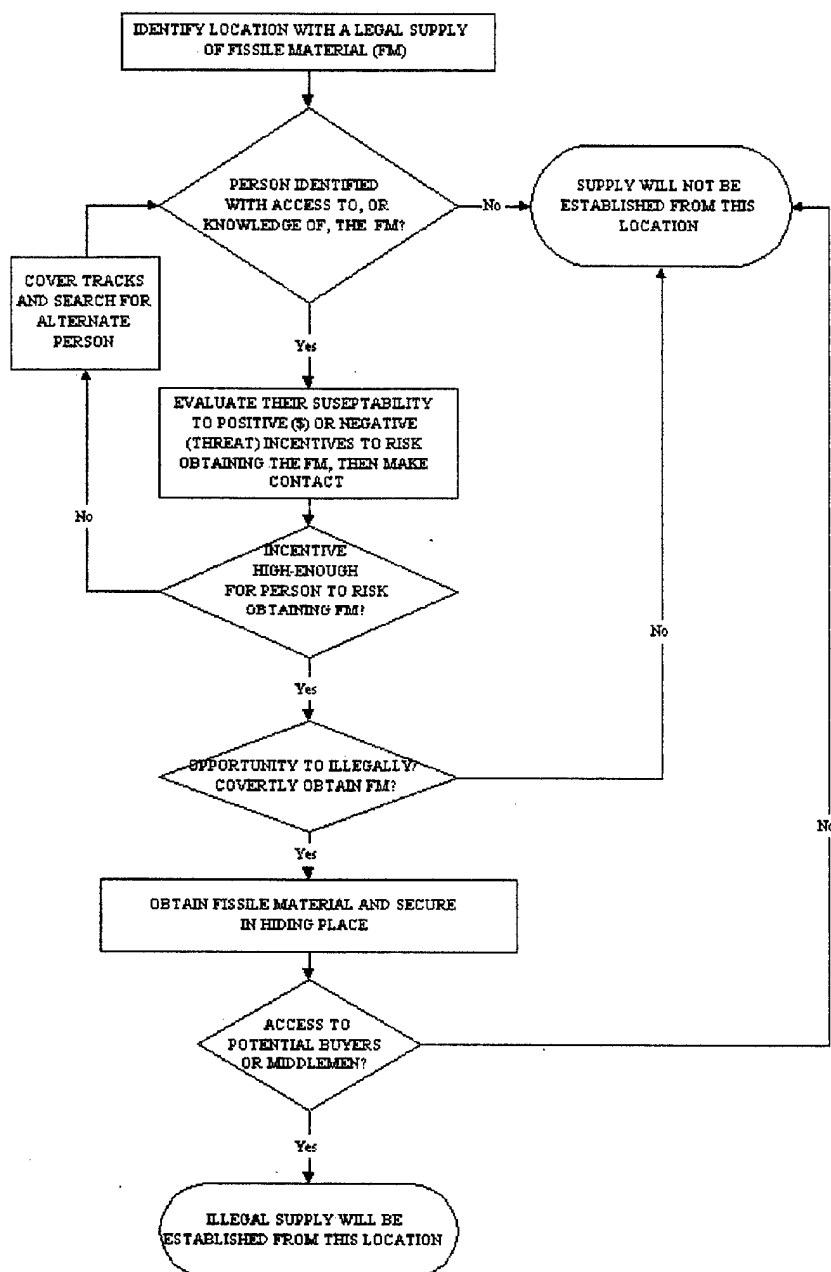 IDENTIFY LOCATION WITH A LEGAL SUPPLY
OF FISSILE MATERIAL (FM)
PERSON IDENTIFIED
WITH ACCESS TO, OR
KNOWLEDGE OF, THE FM?
No
SUPPLY WILL NOT BE
ESTABLISHED FROM THIS
LOCATION
COVER TRACKS
AND SEARCH FOR
ALTERNATE
PERSON
Yes
EVALUATE THEIR SUSEPTABILITY
TO POSITIVE ($) OR NEGATIVE
(THREAT) INCENTIVES TO RISK
OBTAINING THE FM, THEN MAKE
CONTACT
No
INCENTIVE
HIGH-ENOUGH
FOR PERSON TO RISK
OBTAINING FM?
No
Yes
OPPORTUNITY TO ILLEGALLY/
COVERTLY OBTAIN FM?
No
Yes
OBTAIN FISSILE MATERIAL AND SECURE
IN HIDING PLACE
ACCESS TO
POTENTIAL BUYERS
OR MIDDLEMEN?
Yes
ILLEGAL SUPPLY WILL BE
ESTABLISHED FROM THIS LOCATION